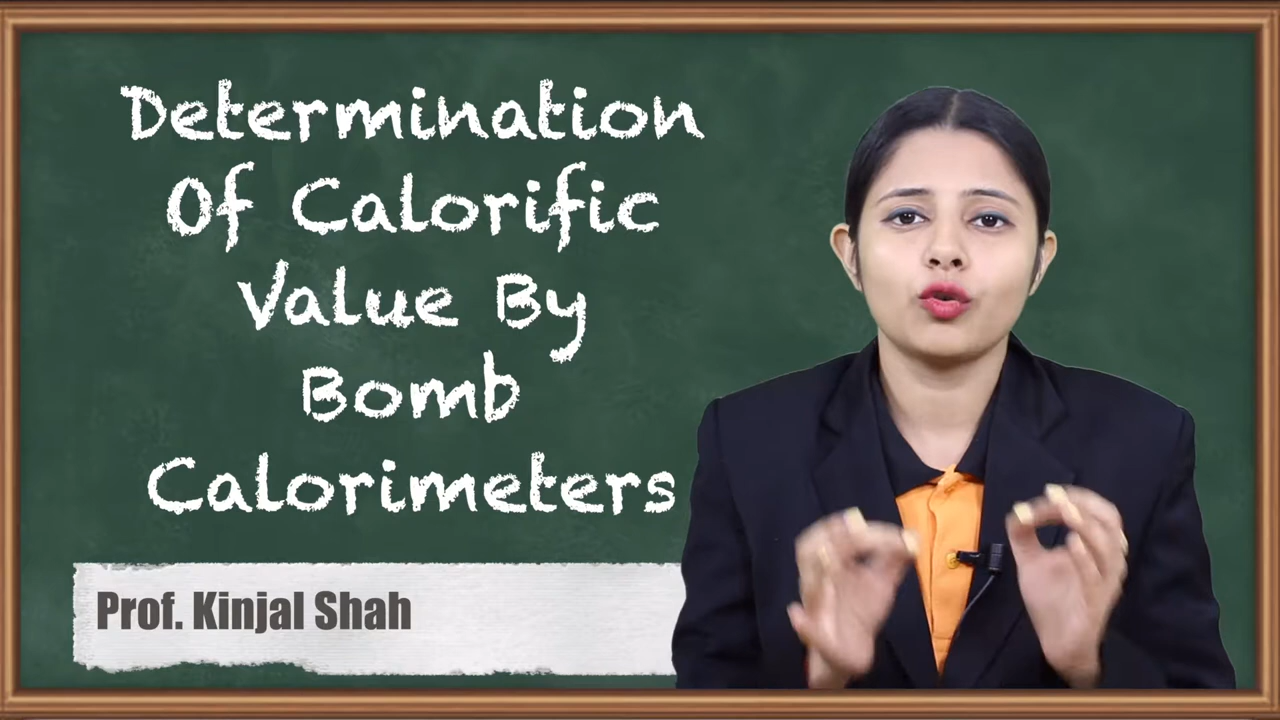 Determination
Of Calorific
Value By
Bomb
Calorimeters
Prof. Kinjal Shah